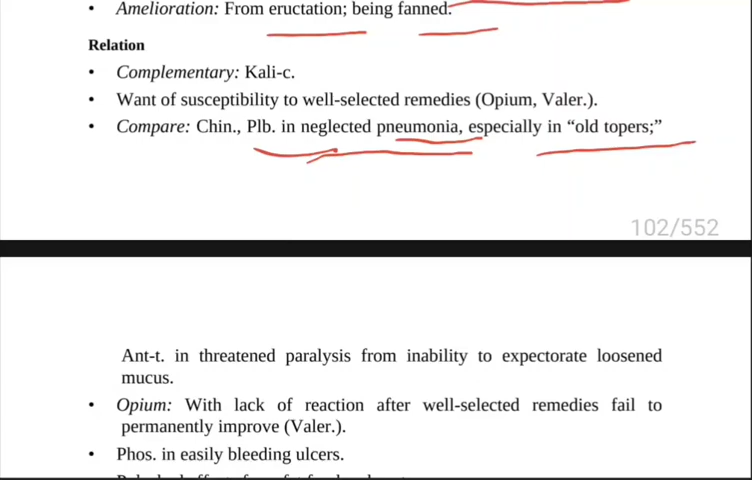 • Amelioration: From eructation; being fanned.
Relation
• Complementary: Kali-c.
• Want of susceptibility to well-selected remedies (Opium, Valer.).
• Compare: Chin., Plb. in neglected pneumonia, especially in “old topers;”
102/552
Ant-t. in threatened paralysis from inability to expectorate loosened
mucus.
• Opium: With lack of reaction after well-selected remedies fail to
permanently improve (Valer.).
• Phos. in easily bleeding ulcers.